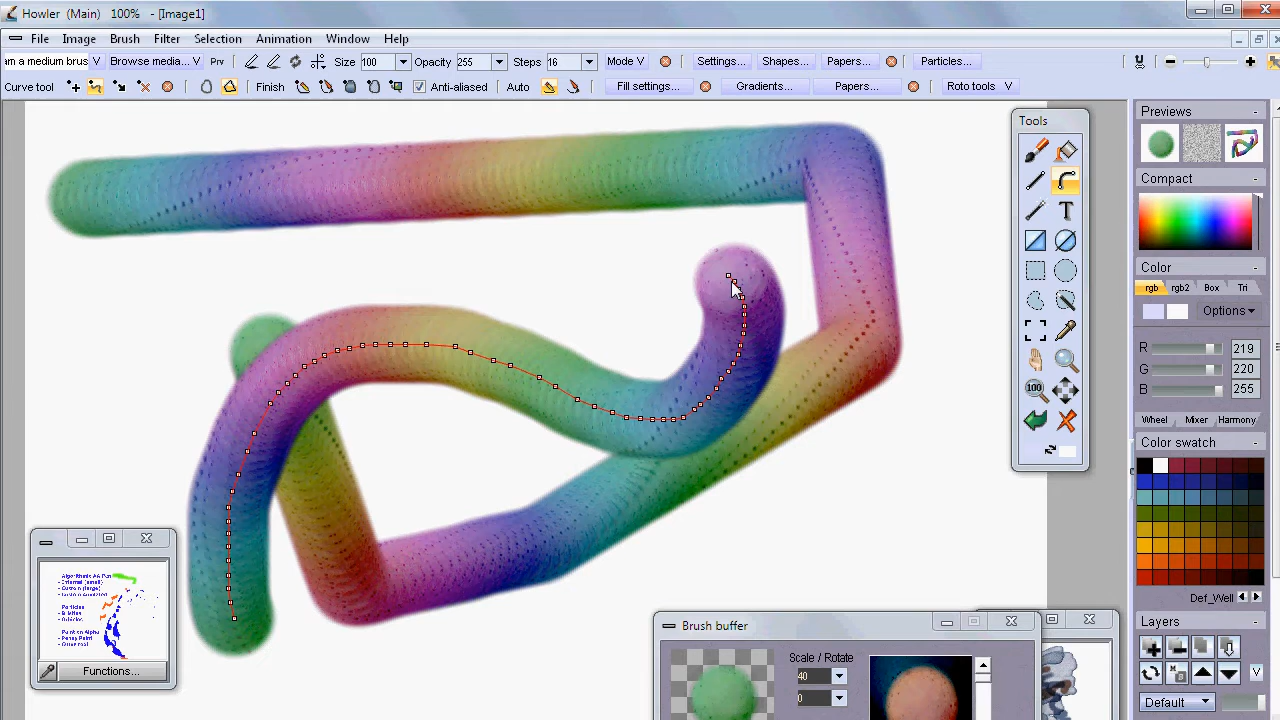 Howler (Main) 100% - [Image1]
File Image Brush Filter Selection Animation Window Help
am a medium brus Browse media... Prv Size 100 Opacity 255 Steps 16 Mode Settings... Shapes... Papers... Particles...
Curve tool Finish Anti-aliased Auto Fill settings... Gradients... Papers... Roto tools
Tools
T
100
Previews
Compact
Color
rgb rgb2 Box Tri
Options
R 219
G 220
B 255
Wheel Mixer Harmony
Color swatch
Def_Well
Layers
Default
Functions...
Brush buffer
Scale / Rotate
40
0